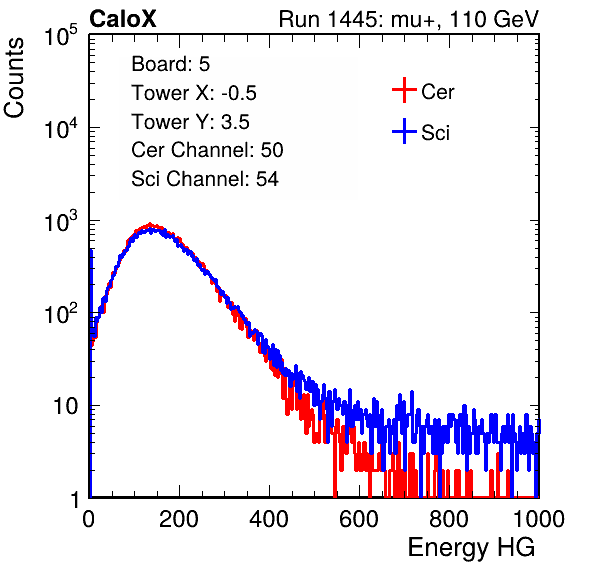 CaloX Run 1445: mu+, 110 GeV
Counts
10^5
10^4
10^3
10^2
10
1
Board: 5
Tower X: -0.5
Tower Y: 3.5
Cer Channel: 50
Sci Channel: 54
Cer
Sci
0 200 400 600 800 1000
Energy HG